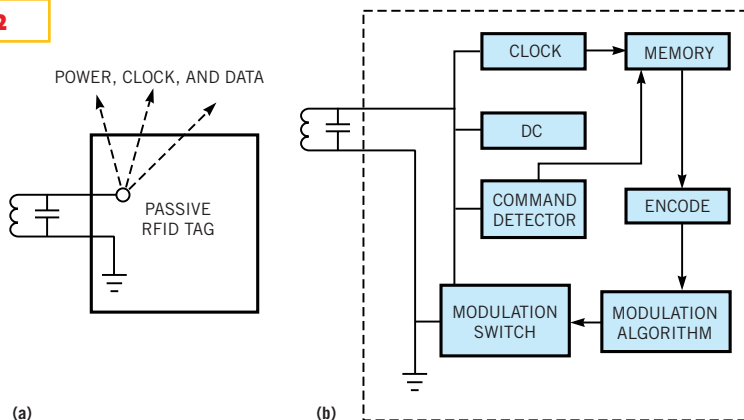 2
POWER, CLOCK, AND DATA
PASSIVE
RFID TAG
(a)
CLOCK
MEMORY
DC
COMMAND
DETECTOR
ENCODE
MODULATION
SWITCH
MODULATION
ALGORITHM
(b)